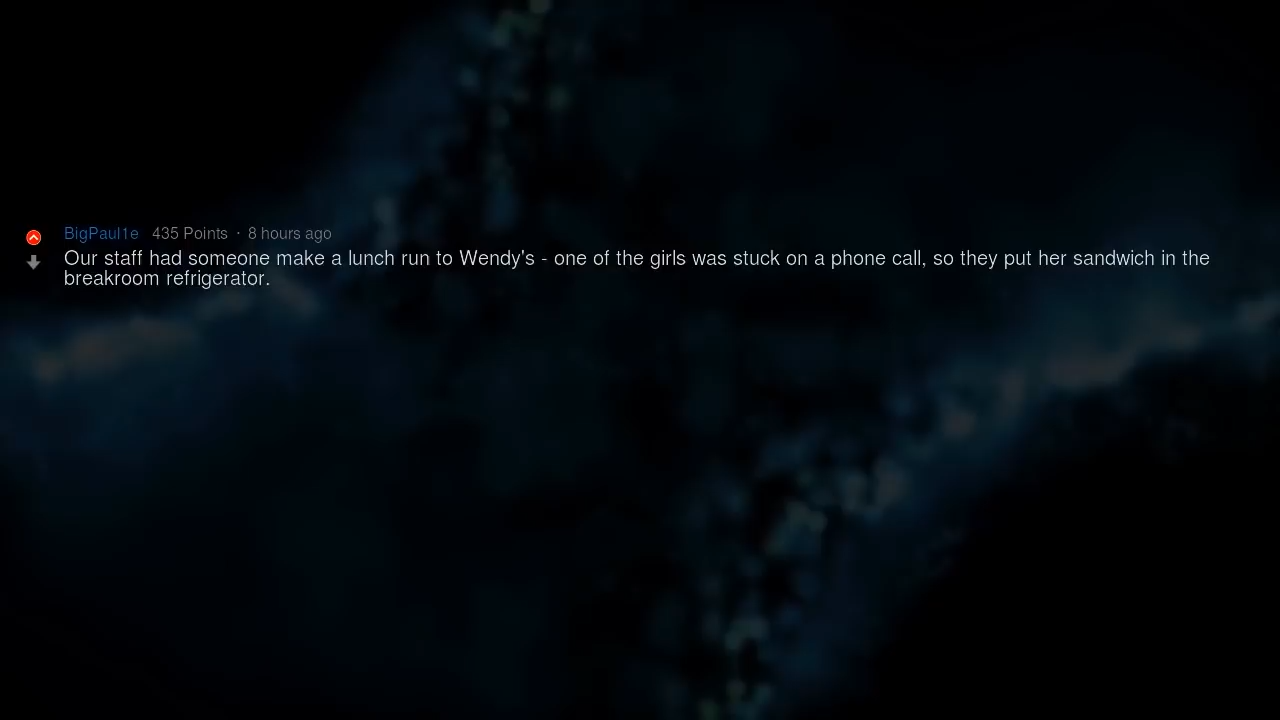 BigPaul1e 435 Points · 8 hours ago
Our staff had someone make a lunch run to Wendy's - one of the girls was stuck on a phone call, so they put her sandwich in the
breakroom refrigerator.